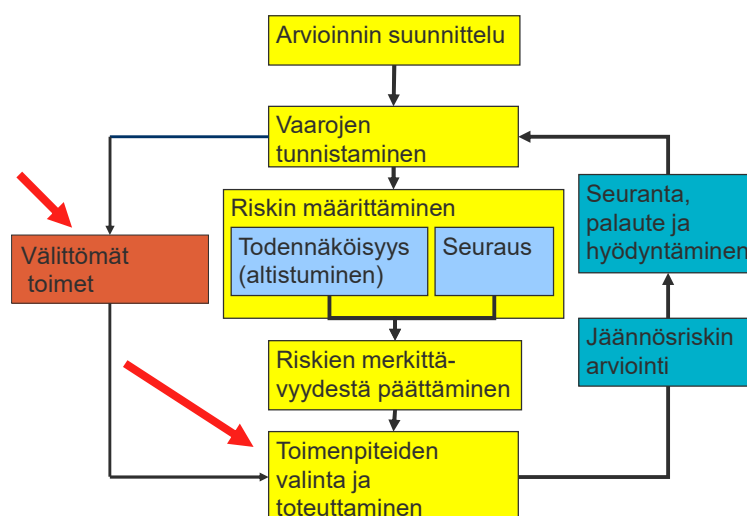 Arvioinnin suunnittelu
Vaarojen
tunnistaminen
Riskin määrittäminen
Todennäköisyys
(altistuminen)
Seuraus
Välittömät
toimet
Riskien merkittä-
vyydestä päättäminen
Toimenpiteiden
valinta ja
toteuttaminen
Seuranta,
palaute ja
hyödyntäminen
Jäännösriskin
arviointi